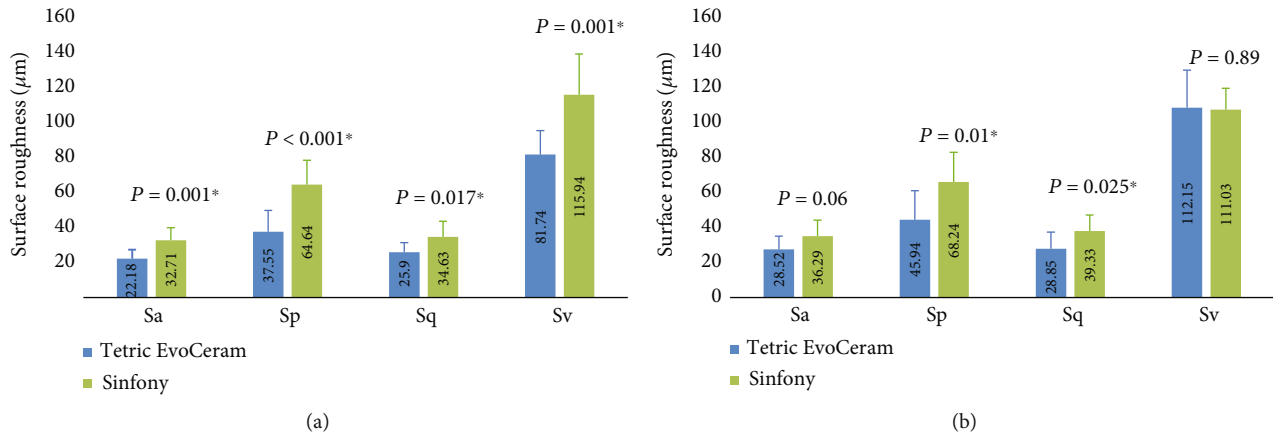 160
140
120
100
80
60
40
20
Surface roughness (μm)
P = 0.001*
P < 0.001*
P = 0.017*
P = 0.001*
22.18
32.71
37.55
64.64
25.9
34.63
81.74
115.94
Sa
Sp
Sq
Sv
Tetric EvoCeram
Sinfony
(a)
160
140
120
100
80
60
40
20
0
Surface roughness (μm)
P = 0.06
P = 0.01*
P = 0.025*
P = 0.89
28.52
36.29
45.94
68.24
28.85
39.33
112.15
111.03
Sa
Sp
Sq
Sv
Tetric EvoCeram
Sinfony
(b)